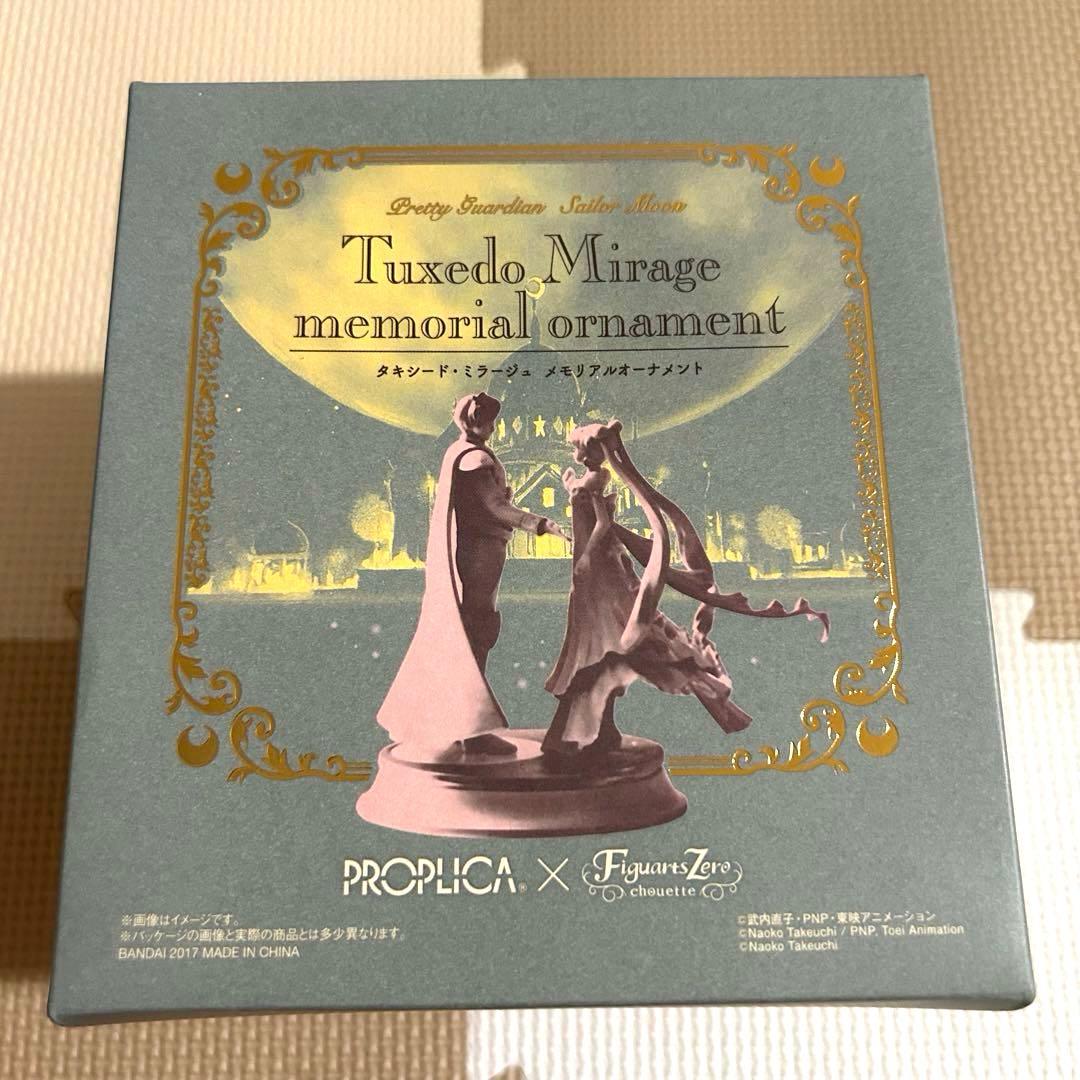 Pretty Guardian Sailor Moon
Tuxedo Mirage
memorial ornament
タキシード・ミラージュ メモリアルオーナメント
PROPLICA® × FiguartsZero
chouette
※画像はイメージです。
※パッケージの画像と実際の商品とは多少異なります。
BANDAI 2017 MADE IN CHINA
©武内直子・PNP・東映アニメーション
©Naoko Takeuchi / PNP, Toei Animation
©Naoko Takeuchi